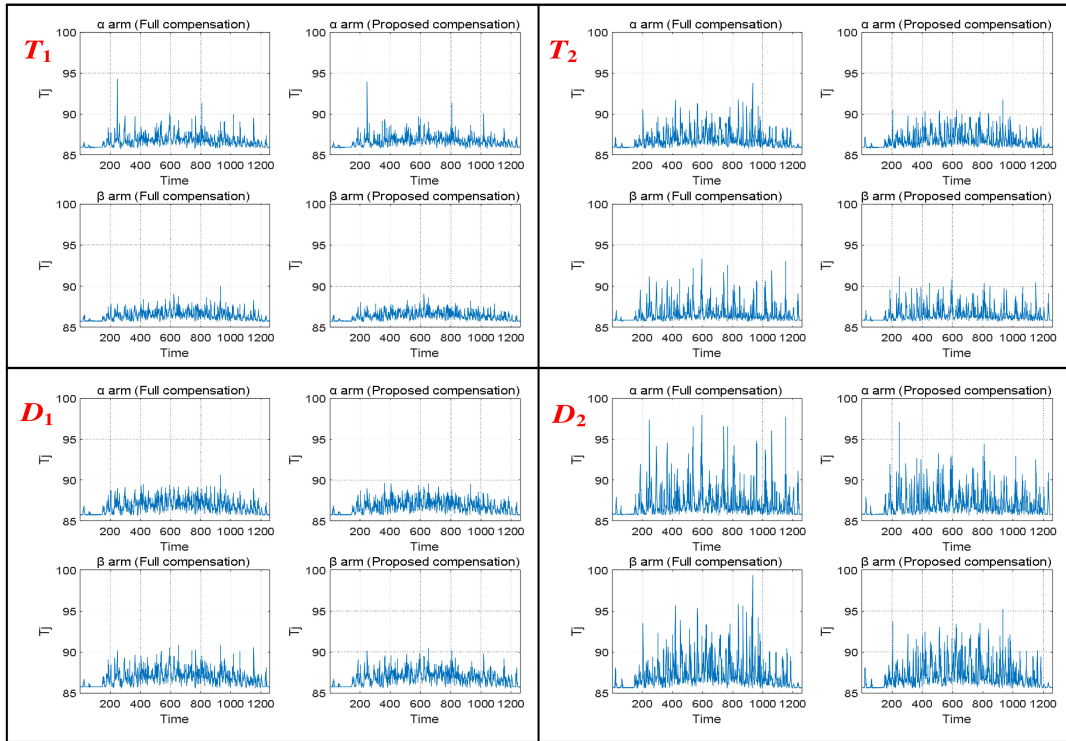 T1
α arm (Full compensation)
100
95
90
85
Tj
200 400 600 800 1000 1200
Time
α arm (Proposed compensation)
100
95
90
85
Tj
200 400 600 800 1000 1200
Time
β arm (Full compensation)
100
95
90
85
Tj
200 400 600 800 1000 1200
Time
β arm (Proposed compensation)
100
95
90
85
Tj
200 400 600 800 1000 1200
Time
T2
α arm (Full compensation)
100
95
90
85
Tj
200 400 600 800 1000 1200
Time
α arm (Proposed compensation)
100
95
90
85
Tj
200 400 600 800 1000 1200
Time
β arm (Full compensation)
100
95
90
85
Tj
200 400 600 800 1000 1200
Time
β arm (Proposed compensation)
100
95
90
85
Tj
200 400 600 800 1000 1200
Time
D1
α arm (Full compensation)
100
95
90
85
Tj
200 400 600 800 1000 1200
Time
α arm (Proposed compensation)
100
95
90
85
Tj
200 400 600 800 1000 1200
Time
β arm (Full compensation)
100
95
90
85
Tj
200 400 600 800 1000 1200
Time
β arm (Proposed compensation)
100
95
90
85
Tj
200 400 600 800 1000 1200
Time
D2
α arm (Full compensation)
100
95
90
85
Tj
200 400 600 800 1000 1200
Time
α arm (Proposed compensation)
100
95
90
85
Tj
200 400 600 800 1000 1200
Time
β arm (Full compensation)
100
95
90
85
Tj
200 400 600 800 1000 1200
Time
β arm (Proposed compensation)
100
95
90
85
Tj
200 400 600 800 1000 1200
Time